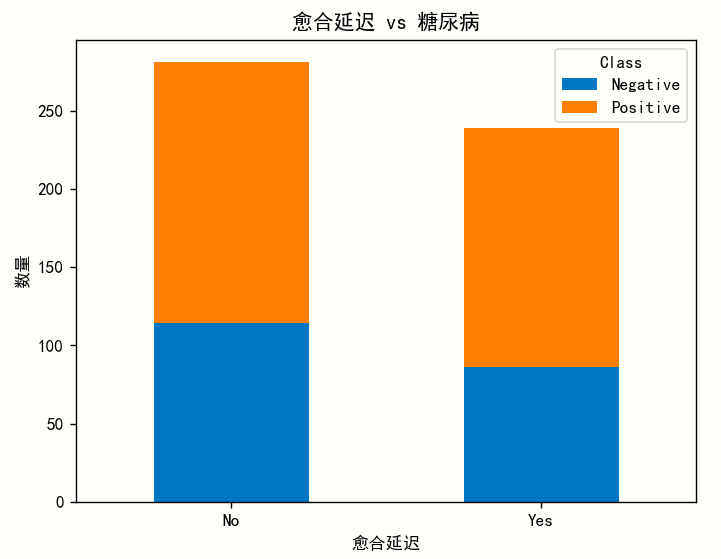 愈合延迟 vs 糖尿病
Class
Negative
Positive
数量
250
200
150
100
50
0
No
Yes
愈合延迟